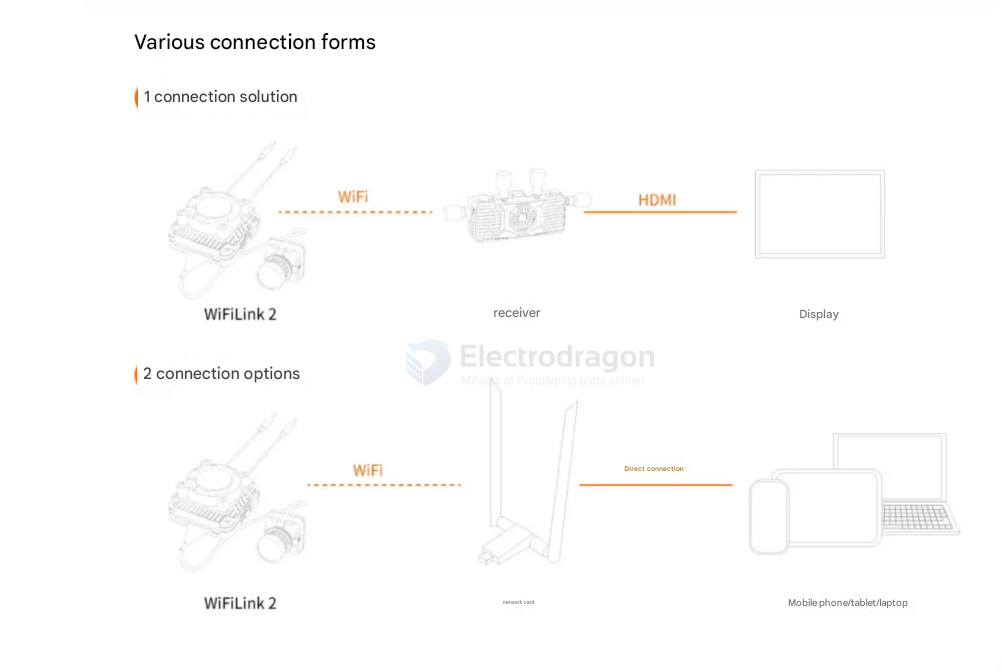 Various connection forms
1 connection solution
WiFi
HDMI
WiFiLink 2
receiver
Display
Electrodragon
Millions of Prototyping parts online!
2 connection options
WiFi
Direct connection
WiFiLink 2
network card
Mobile phone/tablet/laptop